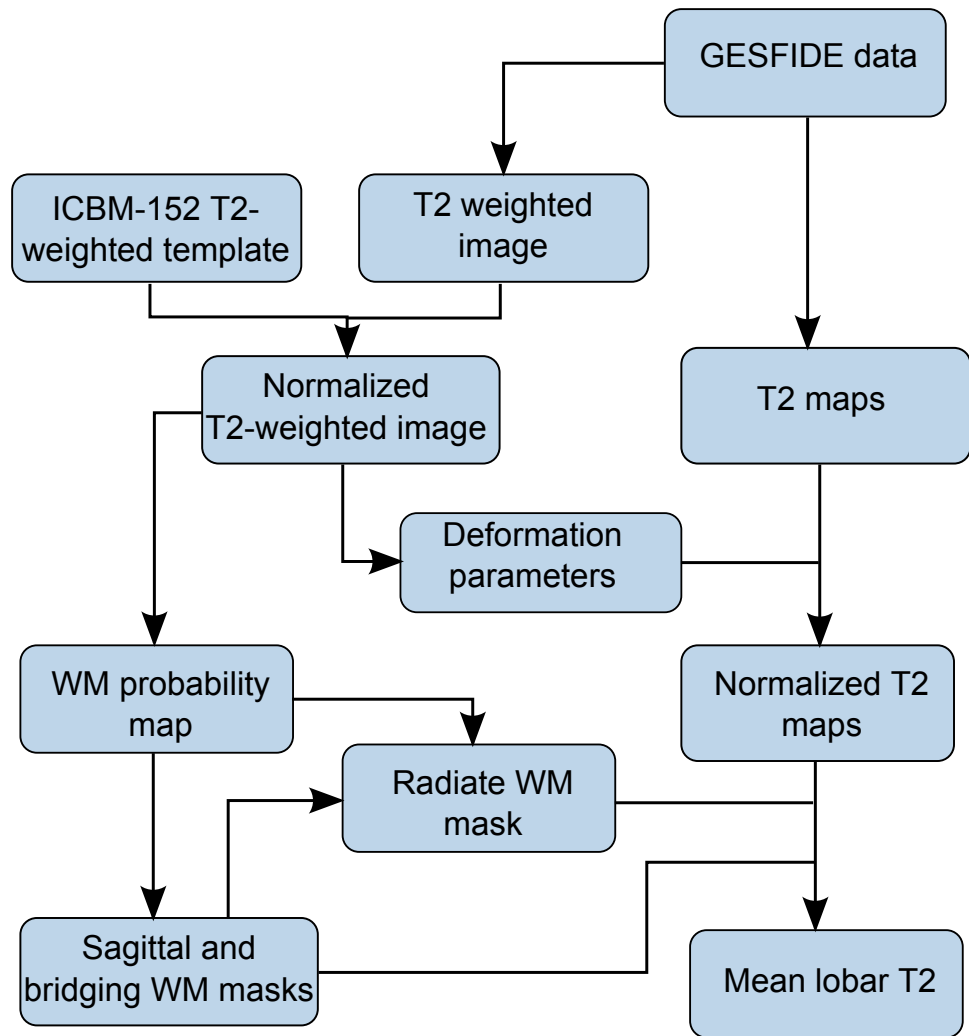 GESFIDE data
ICBM-152 T2-
weighted template
T2 weighted
image
Normalized
T2-weighted image
T2 maps
Deformation
parameters
WM probability
map
Normalized T2
maps
Radiate WM
mask
Sagittal and
bridging WM masks
Mean lobar T2